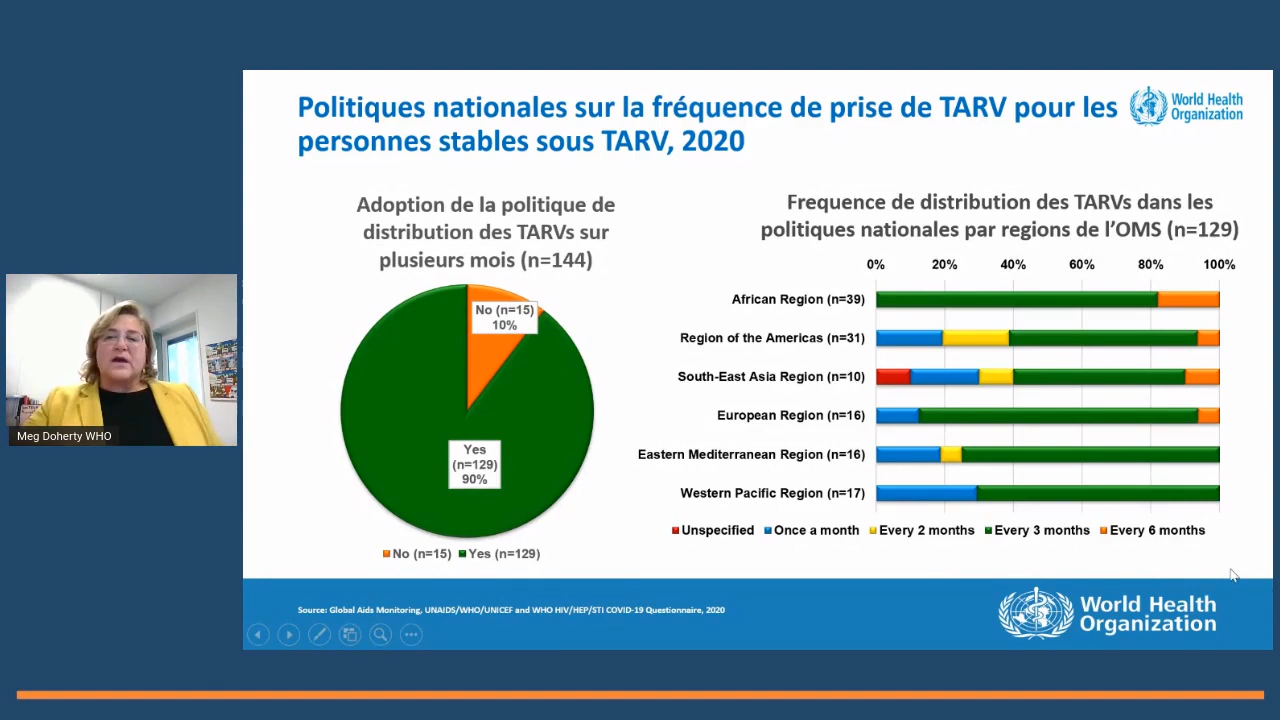 Politiques nationales sur la fréquence de prise de TARV pour les
personnes stables sous TARV, 2020
World Health
Organization
Adoption de la politique de
distribution des TARVs sur
plusieurs mois (n=144)
No (n=15)
10%
Yes
(n=129)
90%
No (n=15) Yes (n=129)
Frequence de distribution des TARVs dans les
politiques nationales par regions de l’OMS (n=129)
0% 20% 40% 60% 80% 100%
African Region (n=39)
Region of the Americas (n=31)
South-East Asia Region (n=10)
European Region (n=16)
Eastern Mediterranean Region (n=16)
Western Pacific Region (n=17)
Unspecified Once a month Every 2 months Every 3 months Every 6 months
Meg Doherty WHO
Source: Global Aids Monitoring, UNAIDS/WHO/UNICEF and WHO HIV/HEP/STI COVID-19 Questionnaire, 2020
World Health
Organization